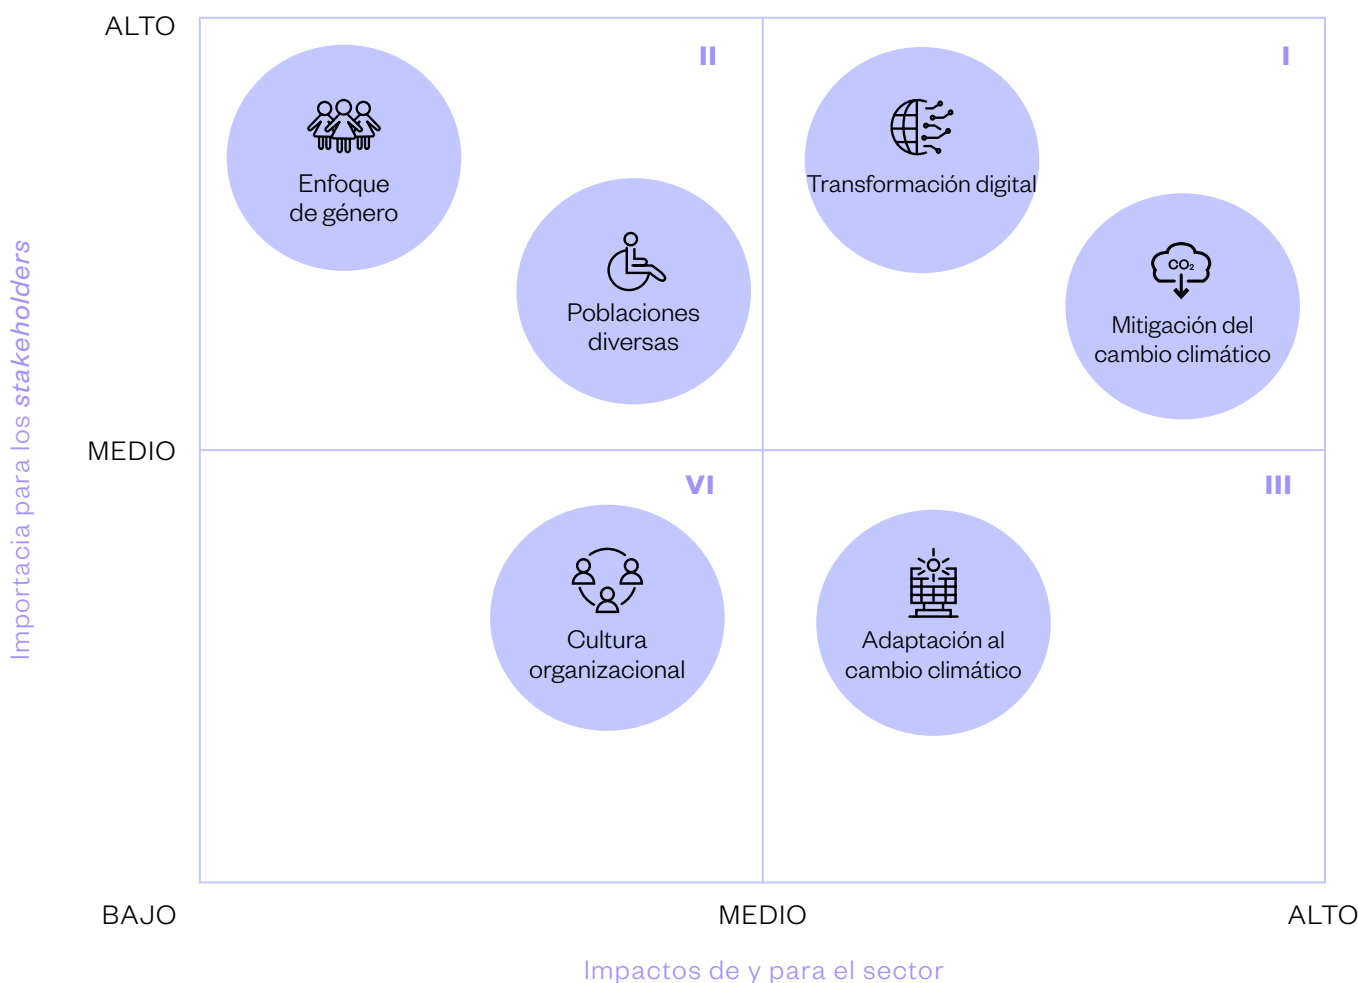 ALTO
II
I
Enfoque
de género
Transformación digital
Poblaciones
diversas
CO₂
Mitigación del
cambio climático
Importacia para los stakeholders
MEDIO
VI
III
Cultura
organizacional
Adaptación al
cambio climático
BAJO
MEDIO
ALTO
Impactos de y para el sector